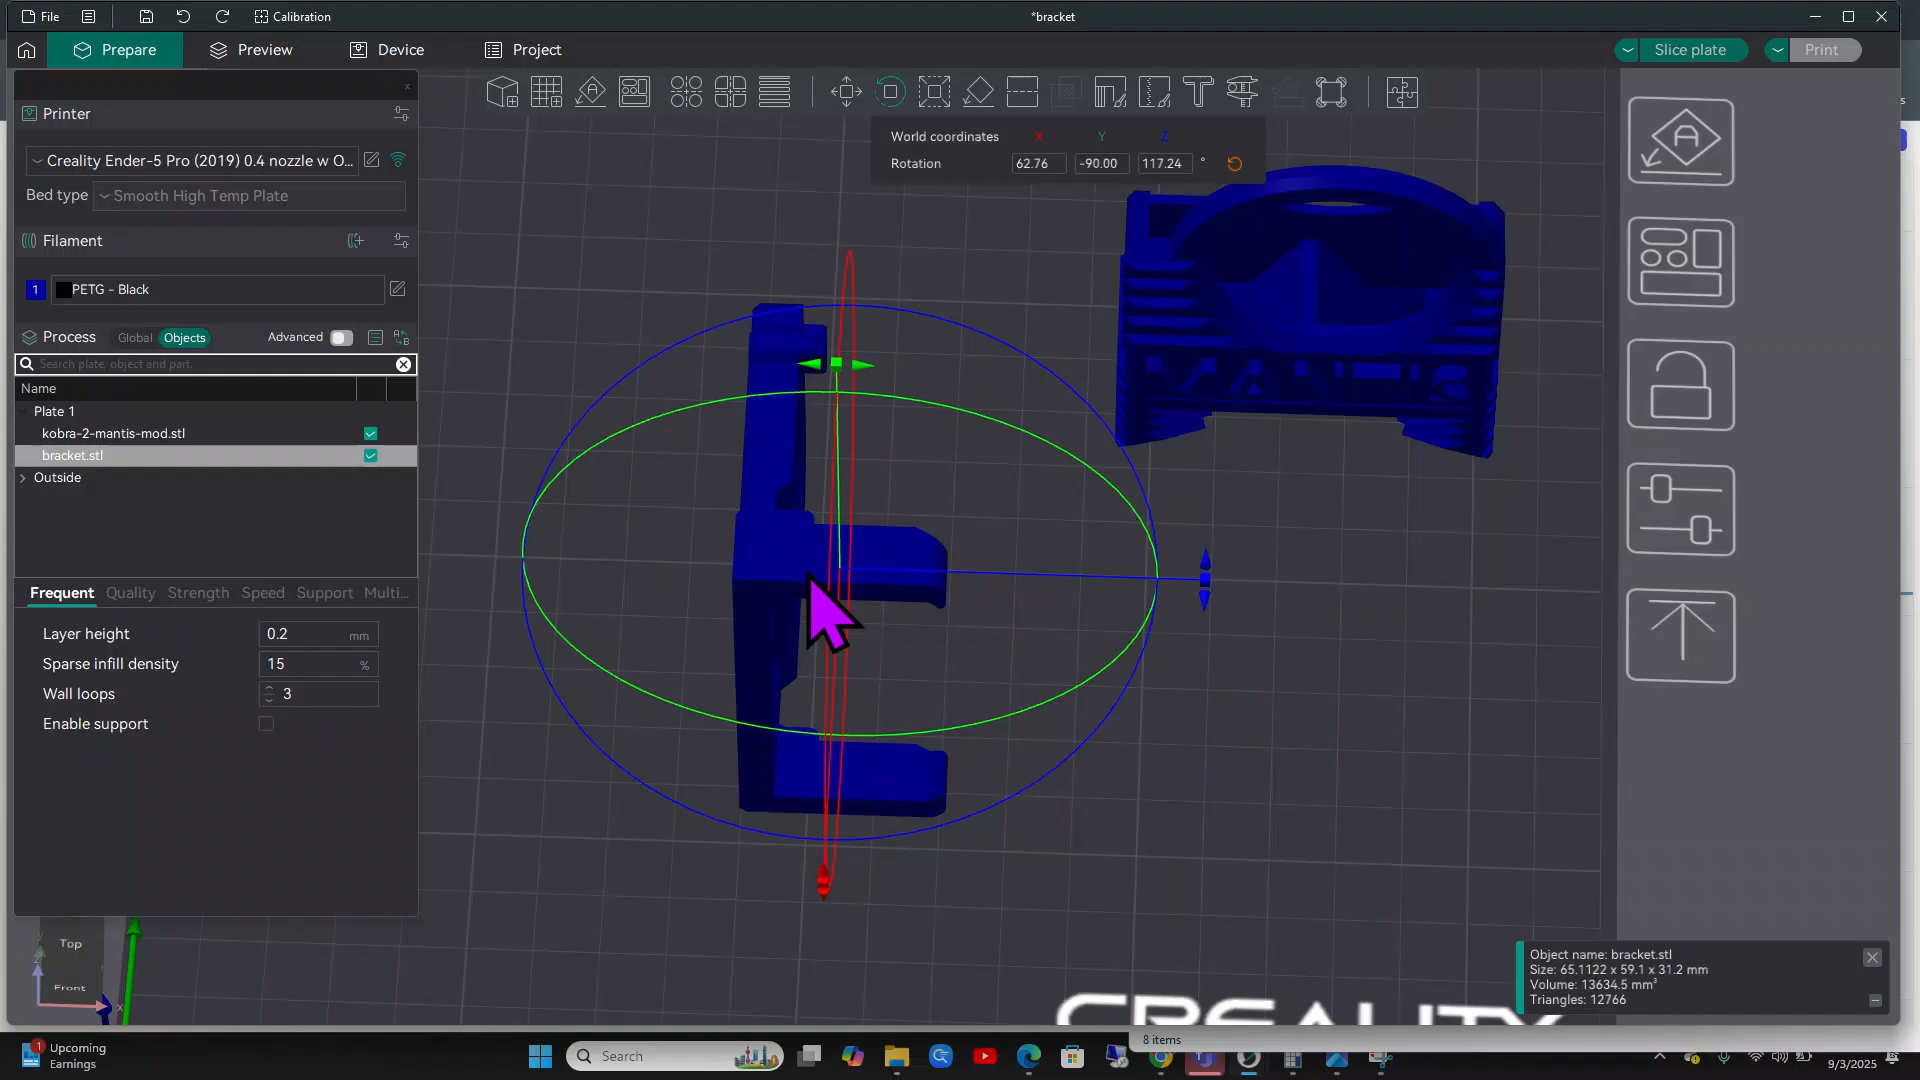 File
Calibration
*bracket
Prepare
Preview
Device
Project
Slice plate
Print
Printer
Creality Ender-5 Pro (2019) 0.4 nozzle w O...
Bed type
Smooth High Temp Plate
Filament
1
PETG - Black
Process
Global
Objects
Advanced
Search plate, object and part.
Name
Plate 1
kobra-2-mantis-mod.stl
bracket.stl
Outside
Frequent
Quality
Strength
Speed
Support
Multi...
Layer height
0.2
mm
Sparse infill density
15
%
Wall loops
3
Enable support
World coordinates
X
Y
Z
Rotation
62.76
-90.00
117.24
°
MANTIS
Top
Front
X
CREALITY
Object name: bracket.stl
Size: 65.1122 x 59.1 x 31.2 mm
Volume: 13634.5 mm³
Triangles: 12766
8 items
1
Upcoming
Earnings
Search
9/3/2025